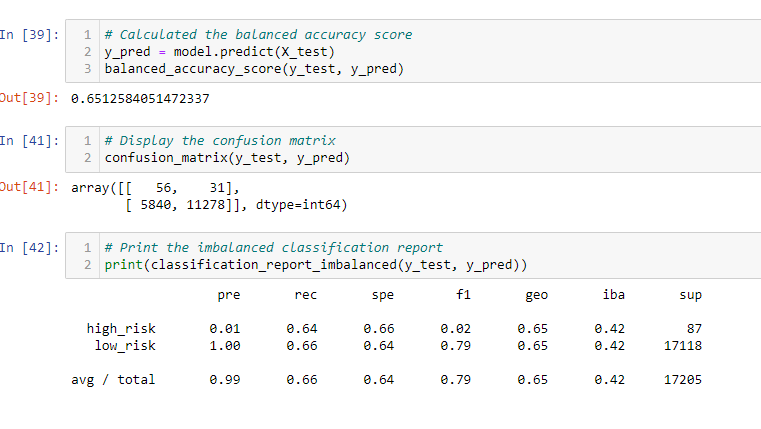 In [39]: 1 # Calculated the balanced accuracy score
2 y_pred = model.predict(X_test)
3 balanced_accuracy_score(y_test, y_pred)
Out[39]: 0.6512584051472337
In [41]: 1 # Display the confusion matrix
2 confusion_matrix(y_test, y_pred)
Out[41]: array([[   56,    31],
       [ 5840, 11278]], dtype=int64)
In [42]: 1 # Print the imbalanced classification report
2 print(classification_report_imbalanced(y_test, y_pred))
pre rec spe f1 geo iba sup
high_risk 0.01 0.64 0.66 0.02 0.65 0.42 87
low_risk 1.00 0.66 0.64 0.79 0.65 0.42 17118
avg / total 0.99 0.66 0.64 0.79 0.65 0.42 17205